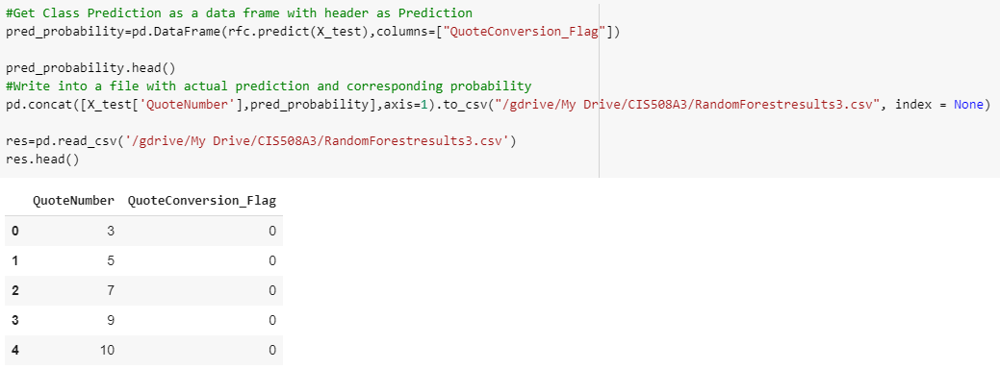 #Get Class Prediction as a data frame with header as Prediction
pred_probability=pd.DataFrame(rfc.predict(X_test),columns=["QuoteConversion_Flag"])
pred_probability.head()
#Write into a file with actual prediction and corresponding probability
pd.concat([X_test['QuoteNumber'],pred_probability],axis=1).to_csv("/gdrive/My Drive/CIS508A3/RandomForestresults3.csv", index = None)
res=pd.read_csv('/gdrive/My Drive/CIS508A3/RandomForestresults3.csv')
res.head()
QuoteNumber QuoteConversion_Flag
0 3 0
1 5 0
2 7 0
3 9 0
4 10 0